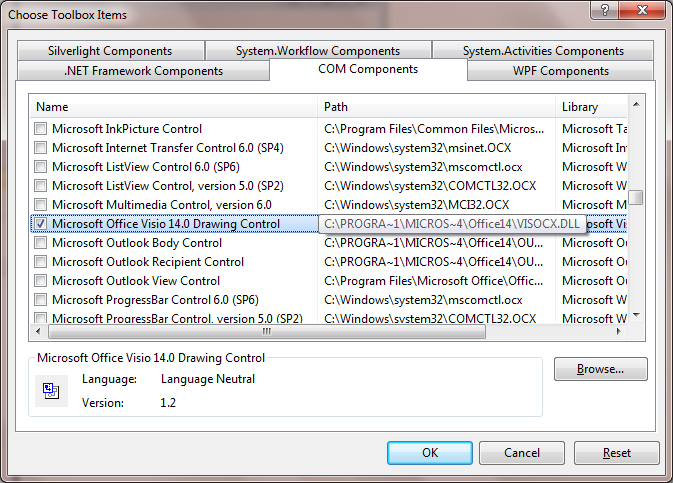 Choose Toolbox Items
Silverlight Components System.Workflow Components System.Activities Components
.NET Framework Components COM Components WPF Components
Name Path Library
Microsoft InkPicture Control C:\Program Files\Common Files\Micros... Microsoft Ta
Microsoft Internet Transfer Control 6.0 (SP4) C:\Windows\system32\msinet.OCX Microsoft In
Microsoft ListView Control 6.0 (SP6) C:\Windows\system32\mscomctl.ocx Microsoft W
Microsoft ListView Control, version 5.0 (SP2) C:\Windows\system32\COMCTL32.OCX Microsoft W
Microsoft Multimedia Control, version 6.0 C:\Windows\system32\MCI32.OCX Microsoft M
Microsoft Office Visio 14.0 Drawing Control C:\PROGRA~1\MICROS~4\Office14\VISOCX.DLL osoft Vis
Microsoft Outlook Body Control C:\PROGRA~1\MICROS~4\Office14\OU... Microsoft O
Microsoft Outlook Recipient Control C:\PROGRA~1\MICROS~4\Office14\OU... Microsoft O
Microsoft Outlook View Control C:\Program Files\Microsoft Office\Offic... Microsoft O
Microsoft ProgressBar Control 6.0 (SP6) C:\Windows\system32\mscomctl.ocx Microsoft W
Microsoft ProgressBar Control, version 5.0 (SP2) C:\Windows\system32\COMCTL32.OCX Microsoft W
Microsoft Office Visio 14.0 Drawing Control
Language: Language Neutral
Version: 1.2
Browse...
OK Cancel Reset